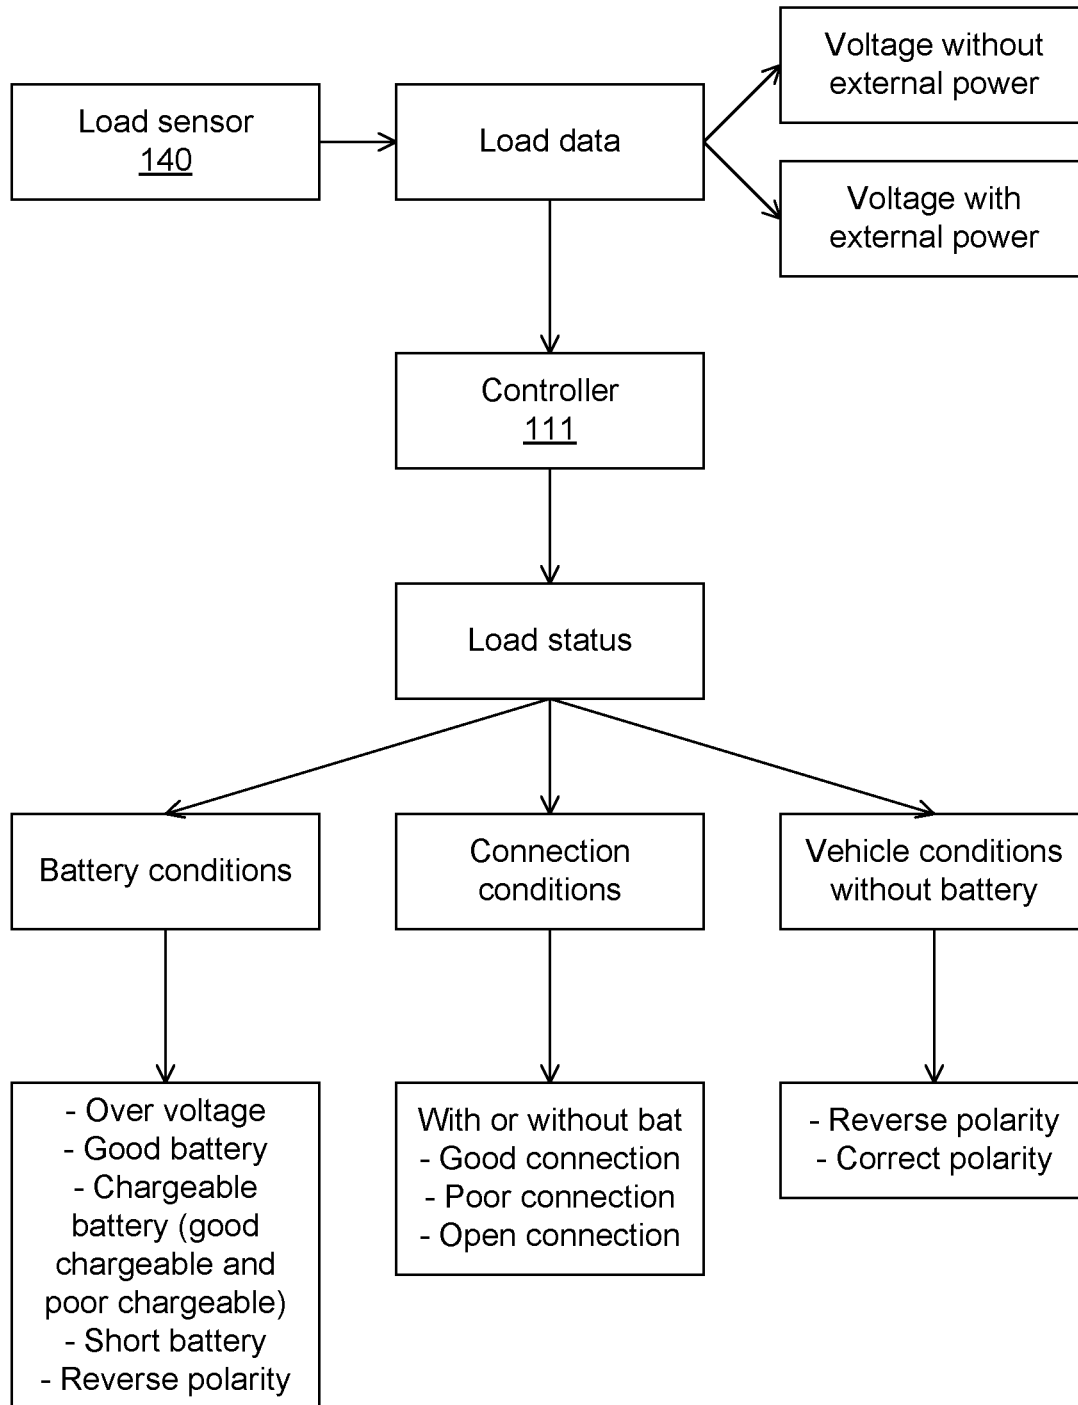 Voltage without
external power
Load sensor
140
Load data
Voltage with
external power
Controller
111
Load status
Battery conditions
Connection
conditions
Vehicle conditions
without battery
- Over voltage
- Good battery
- Chargeable
battery (good
chargeable and
poor chargeable)
- Short battery
- Reverse polarity
With or without bat
- Good connection
- Poor connection
- Open connection
- Reverse polarity
- Correct polarity